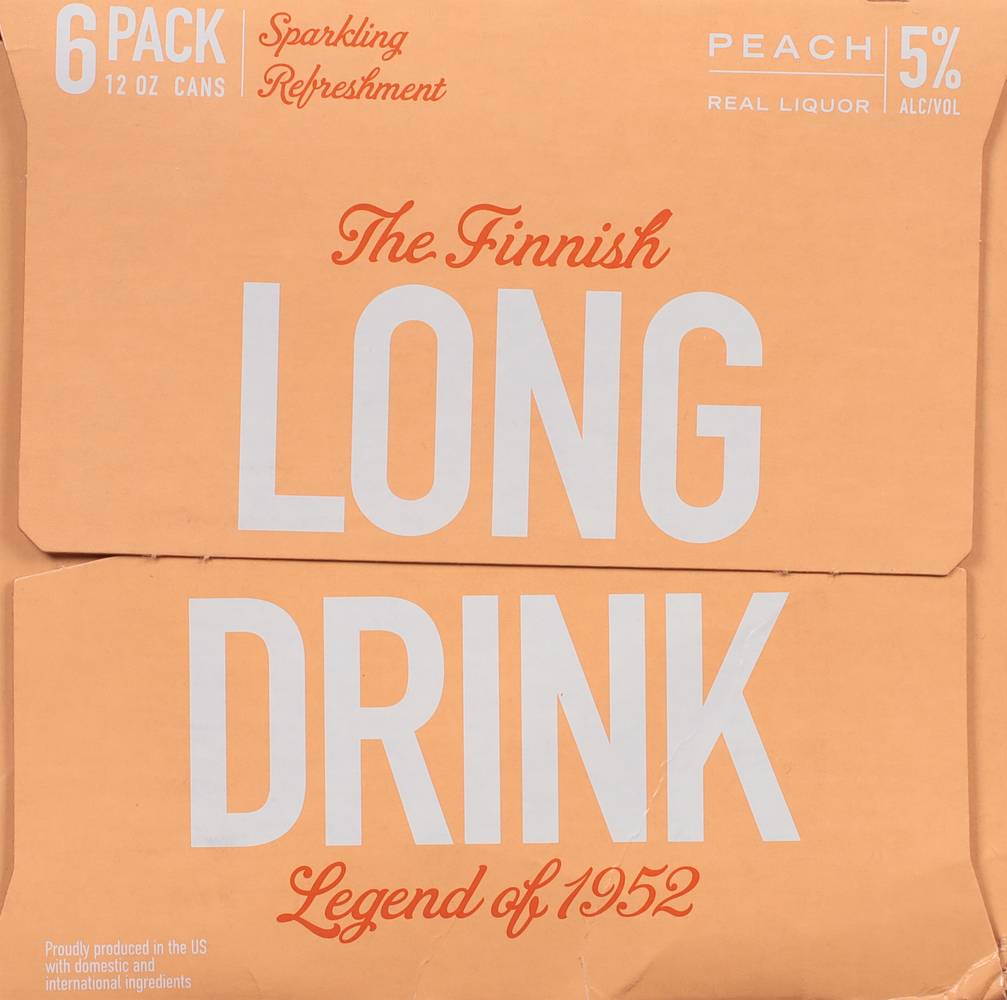 6 PACK
12 OZ CANS
Sparkling
Refreshment
PEACH
REAL LIQUOR
5%
ALC/VOL
The Finnish
LONG
DRINK
Legend of 1952
Proudly produced in the US
with domestic and
international ingredients